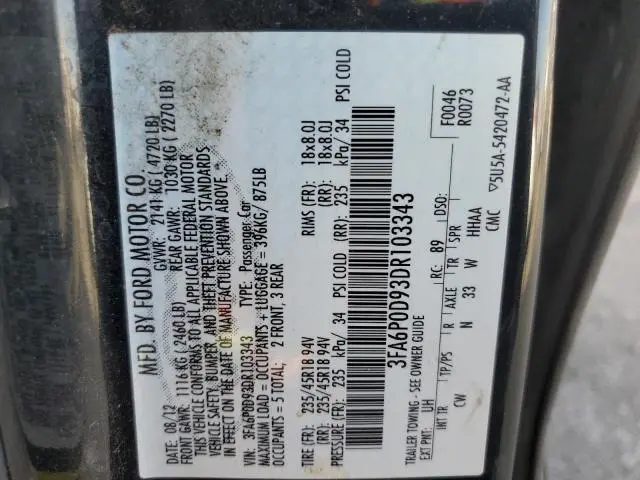 MFD. BY FORD MOTOR CO.
DATE: 08/12 GVWR: 2141 KG ( 4720 LB)
FRONT GAWR: 1116 KG ( 2460 LB) REAR GAWR: 1030 KG ( 2270 LB)
THIS VEHICLE CONFORMS TO ALL APPLICABLE FEDERAL MOTOR
VEHICLE SAFETY, BUMPER, AND THEFT PREVENTION STANDARDS
IN EFFECT ON THE DATE OF MANUFACTURE SHOWN ABOVE.
VIN: 3FA6P0D93DR103343 TYPE: Passenger Car
MAXIMUM LOAD = OCCUPANTS + LUGGAGE = 396KG/ 875LB
OCCUPANTS = 5 TOTAL; 2 FRONT, 3 REAR
TIRE (FR): 235/45R18 94V RIMS (FR): 18x8.0J
(RR): 235/45R18 94V (RR): 18x8.0J
PRESSURE (FR): 235 kPa/ 34 PSI COLD (RR): 235 kPa/ 34 PSI COLD
3FA6P0D93DR103343
TRAILER TOWING - SEE OWNER GUIDE
F0046
R0073
EXT PNT: UH RC: 89 DSO:
INT TR TP/PS R AXLE TR SPR
CW N 33 W HHAA
CMC ▽5U5A-5420472-AA